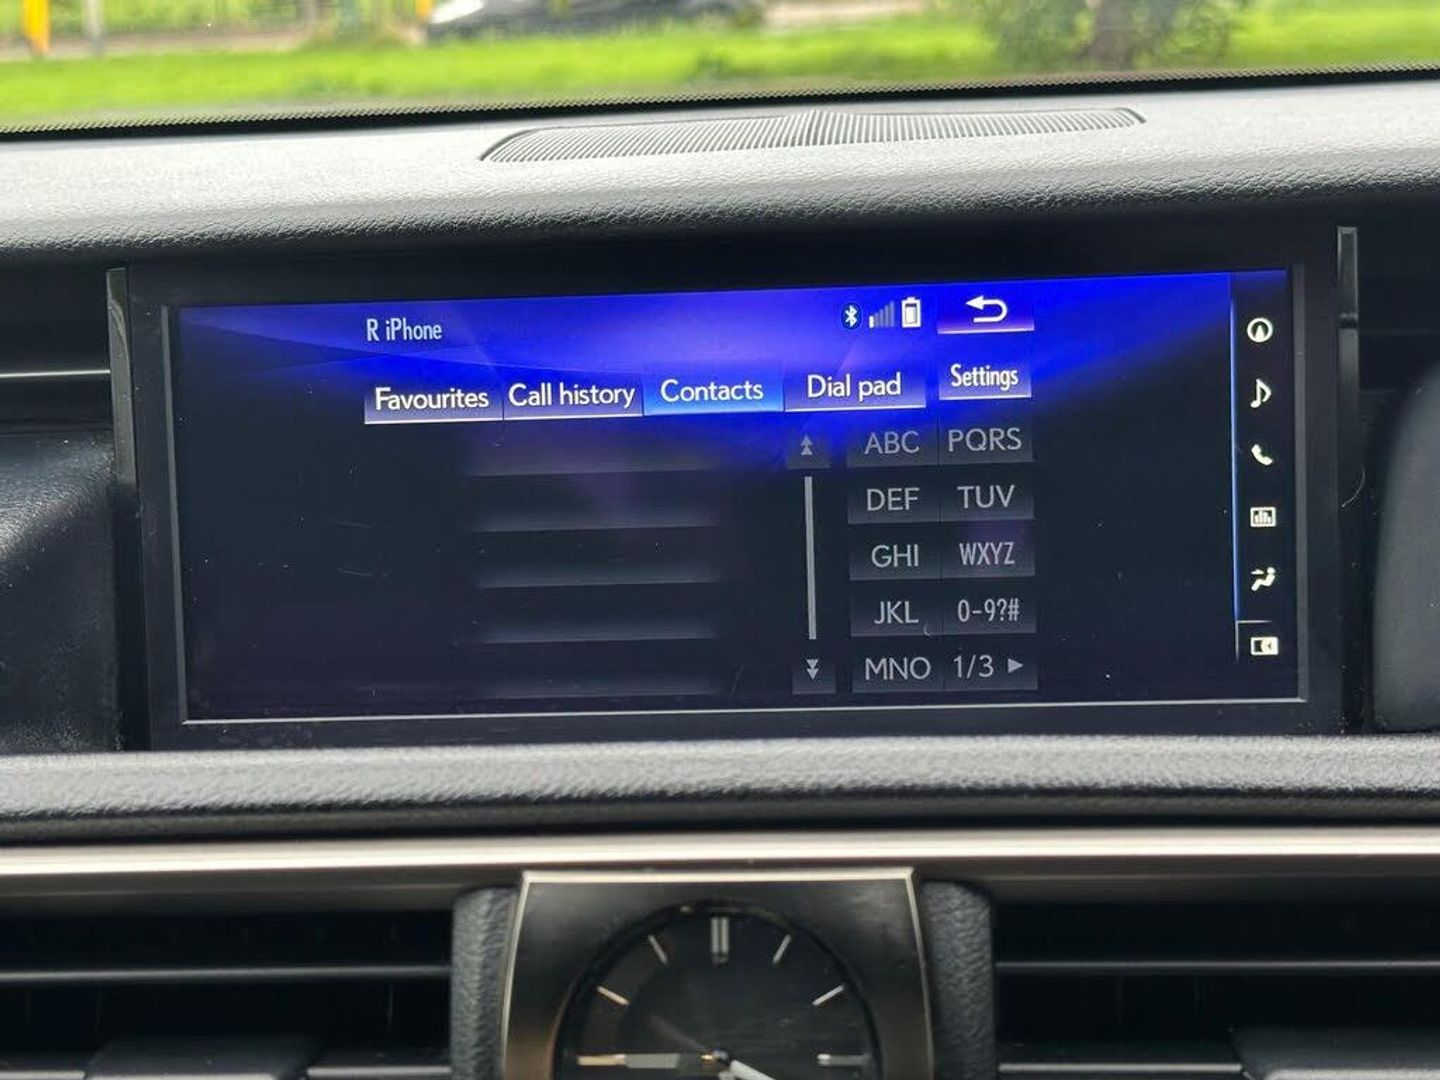 R iPhone
Favourites Call history Contacts Dial pad Settings
ABC PQRS
DEF TUV
GHI WXYZ
JKL 0-9?#
MNO 1/3